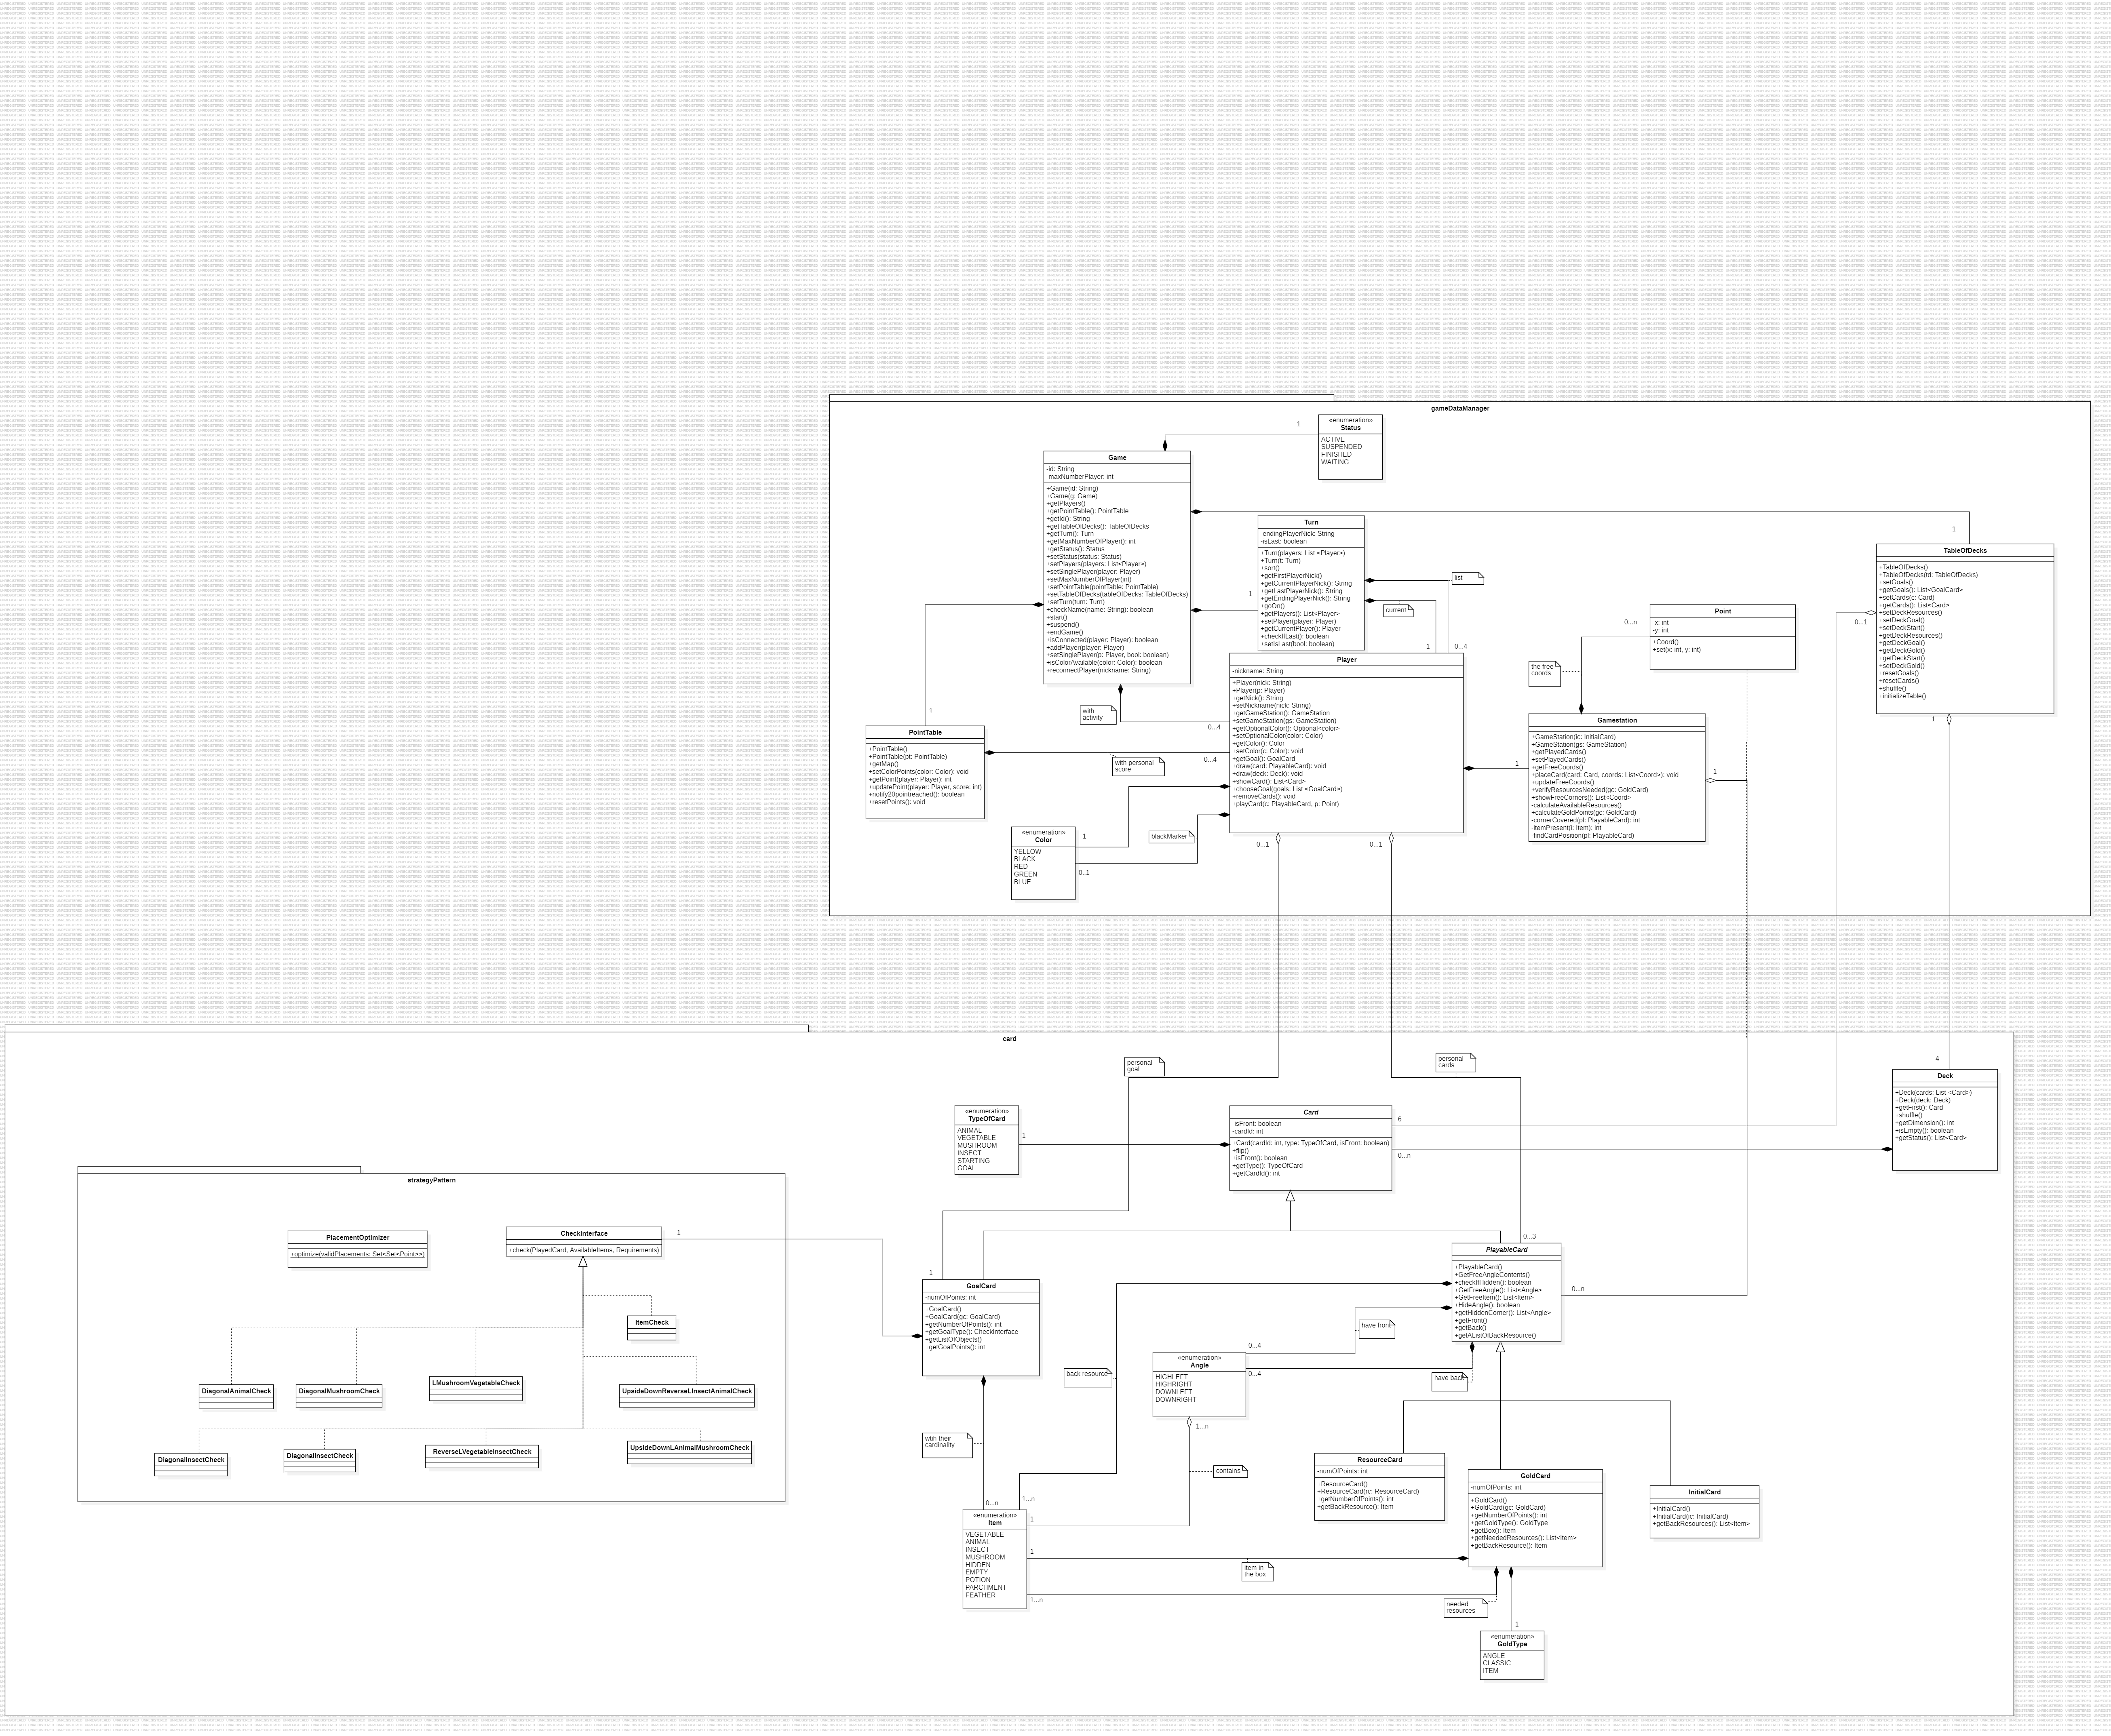 gameDataManager
«enumeration»
Status
ACTIVE
SUSPENDED
FINISHED
WAITING
1
Game
-id: String
-maxNumberPlayer: int
+Game(id: String)
+Game(g: Game)
+getPlayers()
+getPointTable(): PointTable
+getId(): String
+getTableOfDecks(): TableOfDecks
+getTurn(): Turn
+getMaxNumberOfPlayer(): int
+getStatus(): Status
+setStatus(status: Status)
+setPlayers(players: List<Player>)
+setSinglePlayer(player: Player)
+setMaxNumberOfPlayer(int)
+setPointTable(pointTable: PointTable)
+setTableOfDecks(tableOfDecks: TableOfDecks)
+setTurn(turn: Turn)
+checkName(name: String): boolean
+start()
+suspend()
+endGame()
+isConnected(player: Player): boolean
+addPlayer(player: Player)
+setSinglePlayer(p: Player, bool: boolean)
+isColorAvailable(color: Color): boolean
+reconnectPlayer(nickname: String)
Turn
-endingPlayerNick: String
-isLast: boolean
+Turn(players: List <Player>)
+Turn(t: Turn)
+sort()
+getFirstPlayerNick()
+getCurrentPlayerNick(): String
+getLastPlayerNick(): String
+getEndingPlayerNick(): String
+goOn()
+getPlayers(): List<Player>
+setPlayer(player: Player)
+getCurrentPlayer(): Player
+checkIfLast(): boolean
+setIsLast(bool: boolean)
1
list
current
1
0...4
1
TableOfDecks
+TableOfDecks()
+TableOfDecks(td: TableOfDecks)
+setGoals()
+getGoals(): List<GoalCard>
+setCards(c: Card)
+getCards(): List<Card>
+setDeckResources()
+setDeckGoal()
+setDeckStart()
+getDeckResources()
+getDeckGoal()
+getDeckGold()
+getDeckStart()
+setDeckGold()
+resetGoals()
+resetCards()
+shuffle()
+initializeTable()
0...1
1
Point
-x: int
-y: int
+Coord()
+set(x: int, y: int)
0...n
the free
coords
Player
-nickname: String
+Player(nick: String)
+Player(p: Player)
+getNick(): String
+setNickname(nick: String)
+getGameStation(): GameStation
+setGameStation(gs: GameStation)
+getOptionalColor(): Optional<color>
+setOptionalColor(color: Color)
+getColor(): Color
+setColor(c: Color): void
+getGoal(): GoalCard
+draw(card: PlayableCard): void
+draw(deck: Deck): void
+showCard(): List<Card>
+chooseGoal(goals: List <GoalCard>)
+removeCards(): void
+playCard(c: PlayableCard, p: Point)
with
activity
0...4
1
PointTable
+PointTable()
+PointTable(pt: PointTable)
+getMap()
+setColorPoints(color: Color): void
+getPoint(player: Player): int
+updatePoint(player: Player, score: int)
+notify20pointreached(): boolean
+resetPoints(): void
with personal
score
0...4
Gamestation
+GameStation(ic: InitialCard)
+GameStation(gs: GameStation)
+getPlayedCards()
+setPlayedCards()
+getFreeCoords()
+placeCard(card: Card, coords: List<Coord>): void
+updateFreeCoords()
+verifyResourcesNeeded(gc: GoldCard)
+showFreeCorners(): List<Coord>
-calculateAvailableResources()
+calculateGoldPoints(gc: GoldCard)
-cornerCovered(pl: PlayableCard): int
-itemPresent(i: Item): int
-findCardPosition(pl: PlayableCard)
1
1
«enumeration»
Color
YELLOW
BLACK
RED
GREEN
BLUE
1
0..1
blackMarker
0...1
0...1
card
personal
goal
personal
cards
4
Deck
+Deck(cards: List <Card>)
+Deck(deck: Deck)
+getFirst(): Card
+shuffle()
+getDimension(): int
+isEmpty(): boolean
+getStatus(): List<Card>
«enumeration»
TypeOfCard
ANIMAL
VEGETABLE
MUSHROOM
INSECT
STARTING
GOAL
1
Card
-isFront: boolean
-cardId: int
+Card(cardId: int, type: TypeOfCard, isFront: boolean)
+flip()
+isFront(): boolean
+getType(): TypeOfCard
+getCardId(): int
6
0...n
strategyPattern
PlacementOptimizer
+optimize(validPlacements: Set<Set<Point>>)
CheckInterface
+check(PlayedCard, AvailableItems, Requirements)
1
ItemCheck
DiagonalAnimalCheck
DiagonalMushroomCheck
LMushroomVegetableCheck
UpsideDownReverseLInsectAnimalCheck
DiagonalInsectCheck
DiagonalInsectCheck
ReverseLVegetableInsectCheck
UpsideDownLAnimalMushroomCheck
1
GoalCard
-numOfPoints: int
+GoalCard()
+GoalCard(gc: GoalCard)
+getNumberOfPoints(): int
+getGoalType(): CheckInterface
+getListOfObjects()
+getGoalPoints(): int
0...3
PlayableCard
+PlayableCard()
+GetFreeAngleContents()
+checkIfHidden(): boolean
+GetFreeAngle(): List<Angle>
+GetFreeItem(): List<Item>
+HideAngle(): boolean
+getHiddenCorner(): List<Angle>
+getFront()
+getBack()
+getAListOfBackResource()
0...n
have front
0...4
0...4
have back
back resource
«enumeration»
Angle
HIGHLEFT
HIGHRIGHT
DOWNLEFT
DOWNRIGHT
1...n
contains
wtih their
cardinality
0...n
1...n
«enumeration»
Item
VEGETABLE
ANIMAL
INSECT
MUSHROOM
HIDDEN
EMPTY
POTION
PARCHMENT
FEATHER
1
1
1...n
item in
the box
needed
resources
ResourceCard
-numOfPoints: int
+ResourceCard()
+ResourceCard(rc: ResourceCard)
+getNumberOfPoints(): int
+getBackResource(): Item
GoldCard
-numOfPoints: int
+GoldCard()
+GoldCard(gc: GoldCard)
+getNumberOfPoints(): int
+getGoldType(): GoldType
+getBox(): Item
+getNeededResources(): List<Item>
+getBackResource(): Item
InitialCard
+InitialCard()
+InitialCard(ic: InitialCard)
+getBackResources(): List<Item>
1
«enumeration»
GoldType
ANGLE
CLASSIC
ITEM